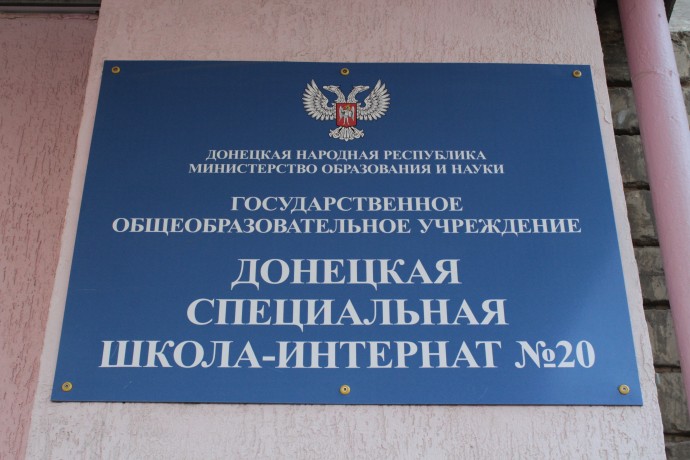 ДОНЕЦКАЯ НАРОДНАЯ РЕСПУБЛИКА
МИНИСТЕРСТВО ОБРАЗОВАНИЯ И НАУКИ
ГОСУДАРСТВЕННОЕ
ОБЩЕОБРАЗОВАТЕЛЬНОЕ УЧРЕЖДЕНИЕ
ДОНЕЦКАЯ
СПЕЦИАЛЬНАЯ
ШКОЛА-ИНТЕРНАТ №20